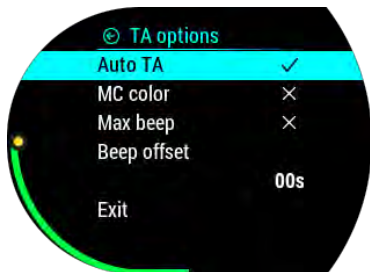 TA options
Auto TA
MC color
Max beep
Beep offset
00s
Exit